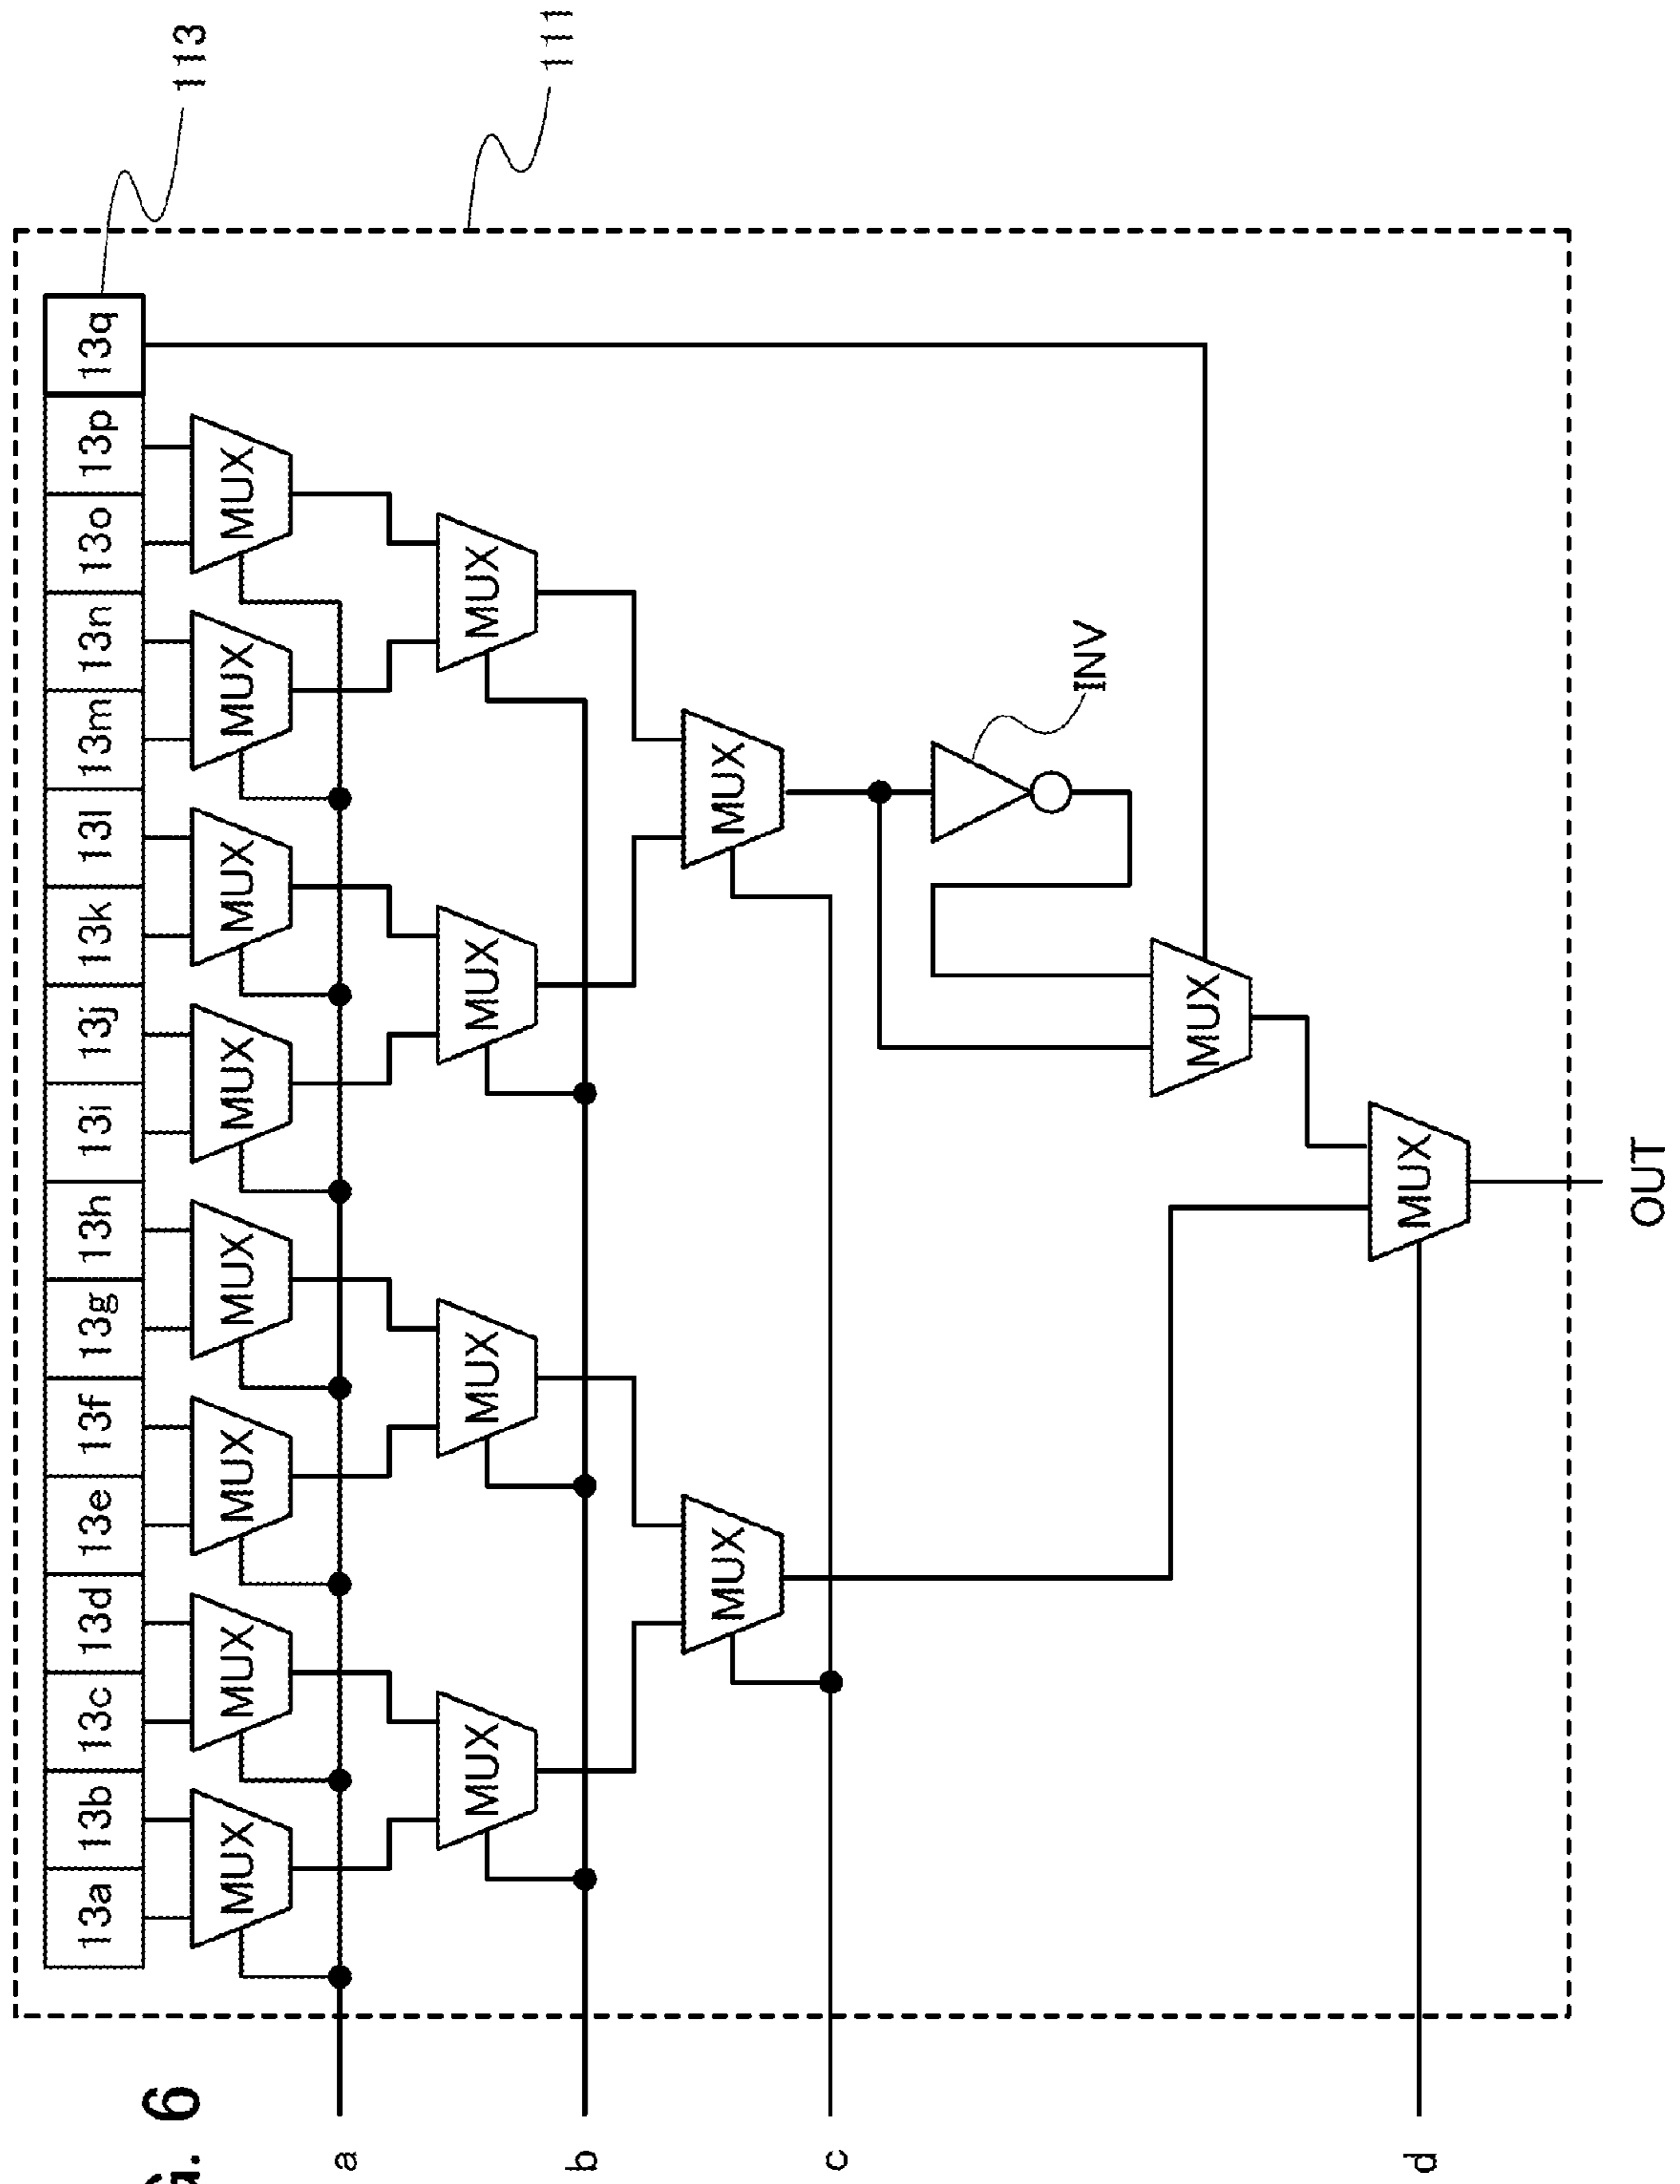 G. 6
113
111
13a 13b 13c 13d 13e 13f 13g 13h 13i 13j 13k 13l 13m 13n 13o 13p 13q
MUX MUX MUX MUX MUX MUX MUX MUX
a
MUX MUX MUX MUX
b
MUX MUX
c
INV
MUX
MUX
d
OUT